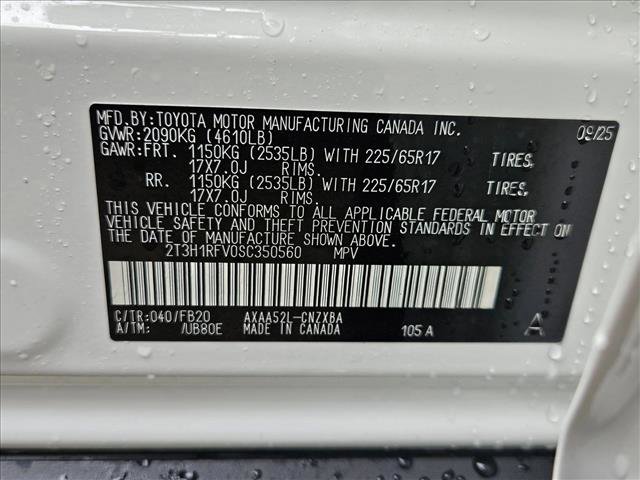 MFD.BY:TOYOTA MOTOR MANUFACTURING CANADA INC. 09/25
GVWR:2090KG (4610LB)
GAWR:FRT. 1150KG (2535LB) WITH 225/65R17 TIRES,
17X7.0J RIMS.
RR. 1150KG (2535LB) WITH 225/65R17 TIRES,
17X7.0J RIMS.
THIS VEHICLE CONFORMS TO ALL APPLICABLE FEDERAL MOTOR
VEHICLE SAFETY AND THEFT PREVENTION STANDARDS IN EFFECT ON
THE DATE OF MANUFACTURE SHOWN ABOVE.
2T3H1RFV0SC350560 MPV
C/TR:040/FB20 AXAA52L-CNZXBA
A/TM: /UB80E MADE IN CANADA 105 A A